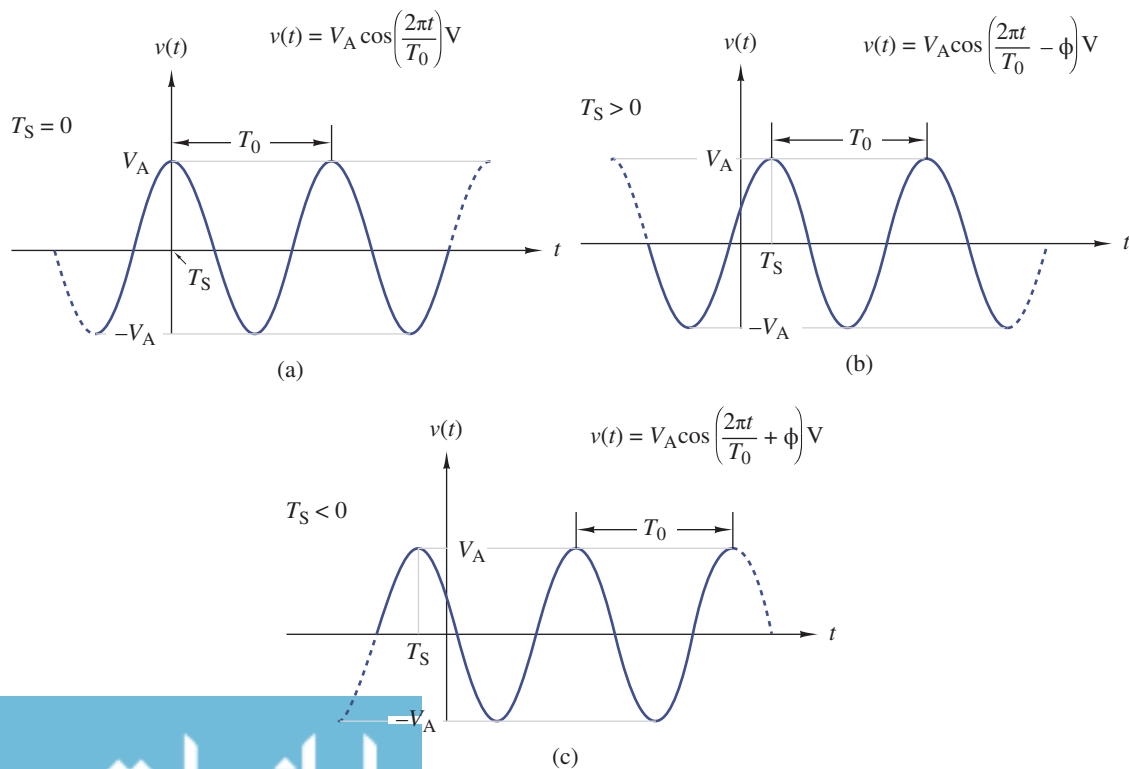 v(t) = V_A cos(2πt/T_0) V
v(t)
T_S = 0
T_0
V_A
t
T_S
–V_A
(a)
v(t) = V_A cos(2πt/T_0 – ϕ) V
v(t)
T_S > 0
T_0
V_A
t
T_S
–V_A
(b)
v(t) = V_A cos(2πt/T_0 + ϕ) V
v(t)
T_S < 0
T_0
V_A
t
T_S
–V_A
(c)